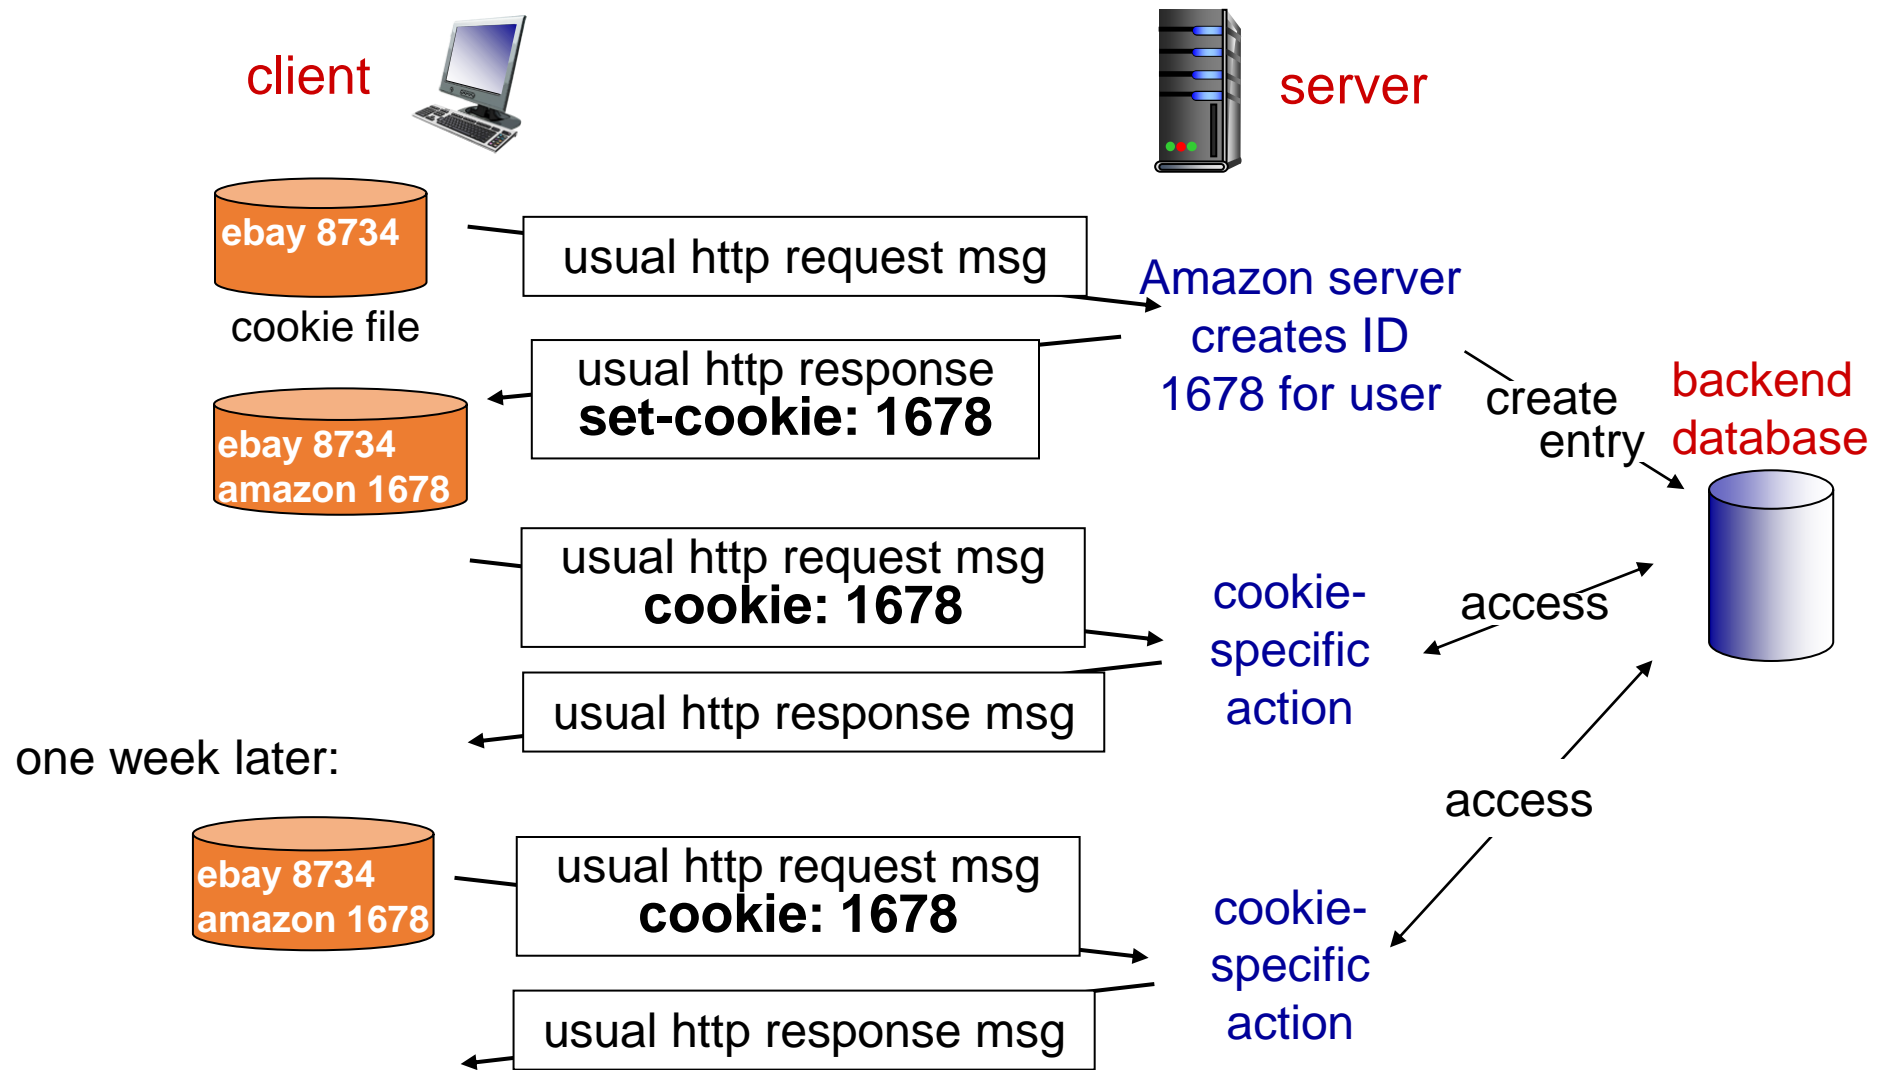 client
server
ebay 8734
cookie file
usual http request msg
Amazon server
creates ID
1678 for user
usual http response
set-cookie: 1678
create
entry
backend
database
ebay 8734
amazon 1678
usual http request msg
cookie: 1678
cookie-
specific
action
access
usual http response msg
one week later:
access
ebay 8734
amazon 1678
usual http request msg
cookie: 1678
cookie-
specific
action
usual http response msg